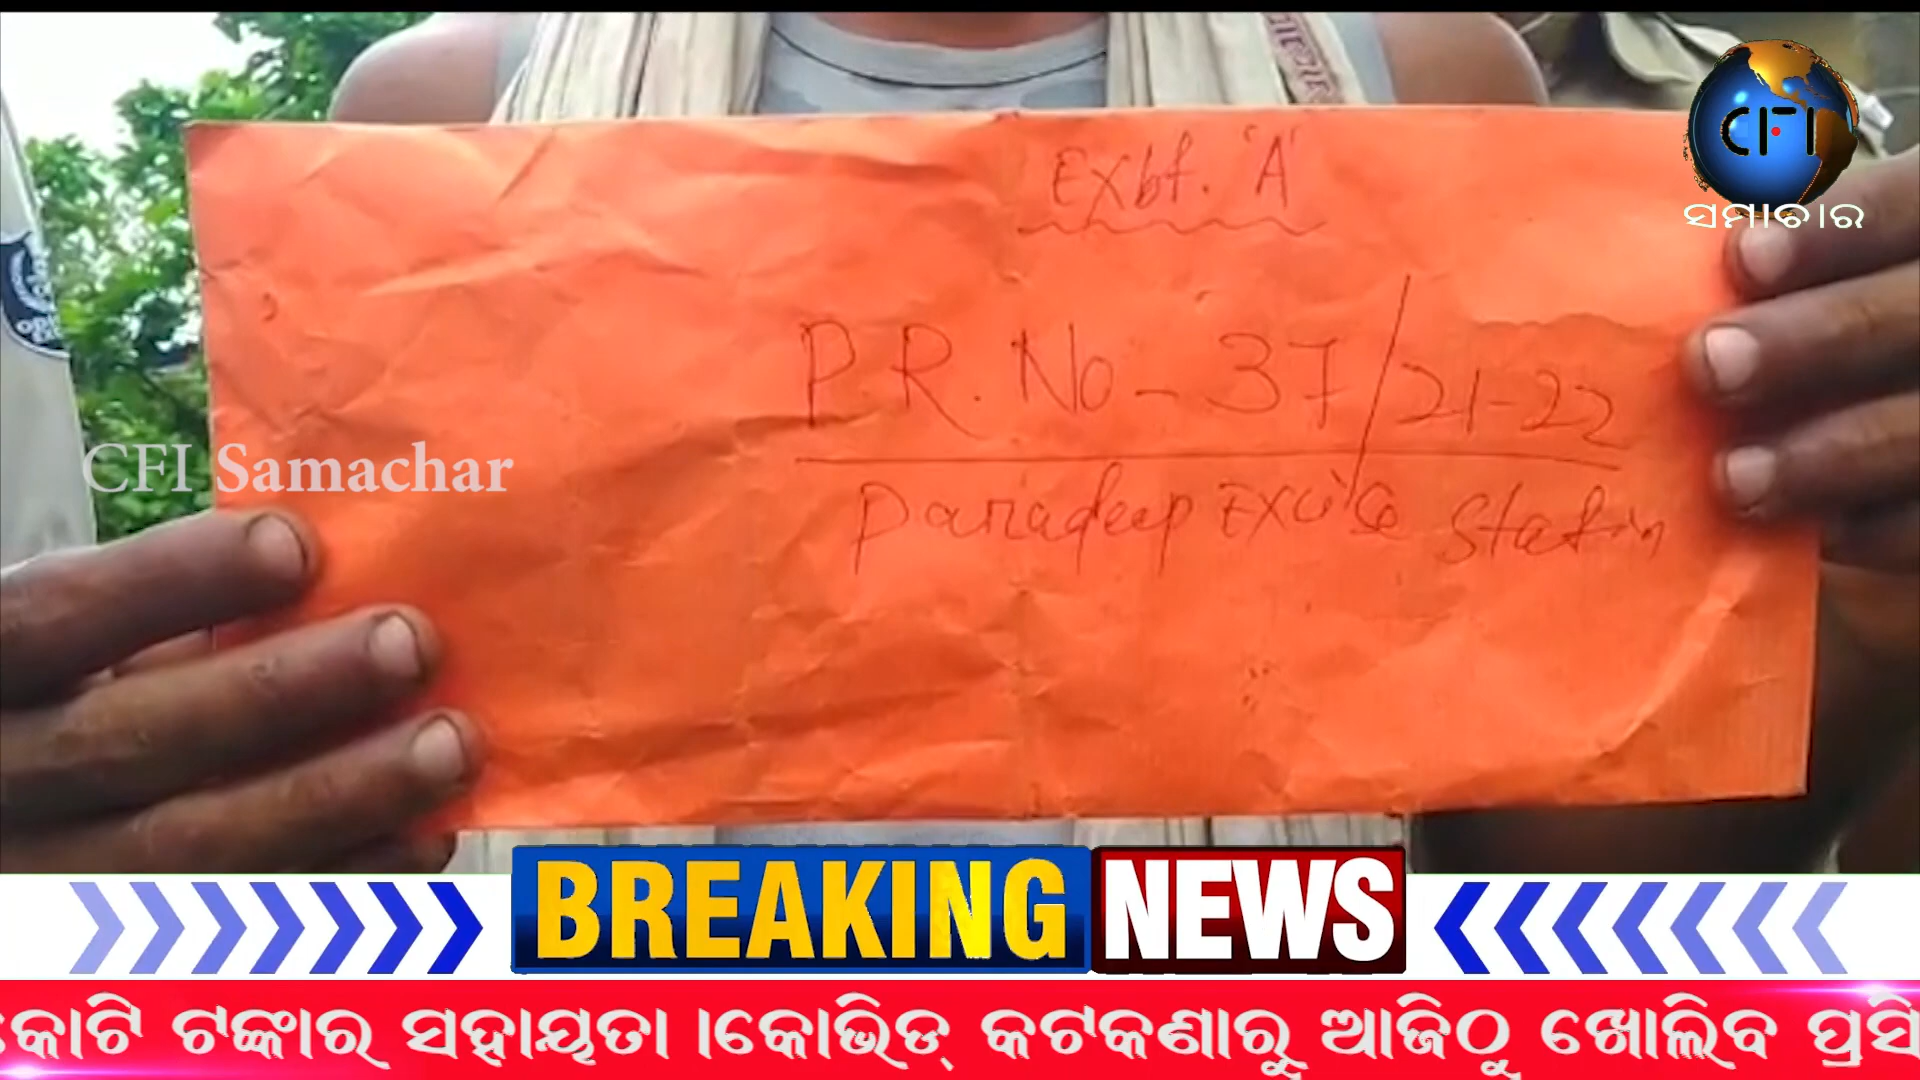 Exbt. 'A'
CFI
ସମାଚାର
P.R. No - 37/21-22
Paradeep Excise Station
CFI Samachar
BREAKING NEWS
କୋଟି ଟଙ୍କାର ସହାୟତା ।କୋଭିଡ୍ କଟକଣାରୁ ଆଜିଠୁ ଖୋଲିବ ପ୍ରସି